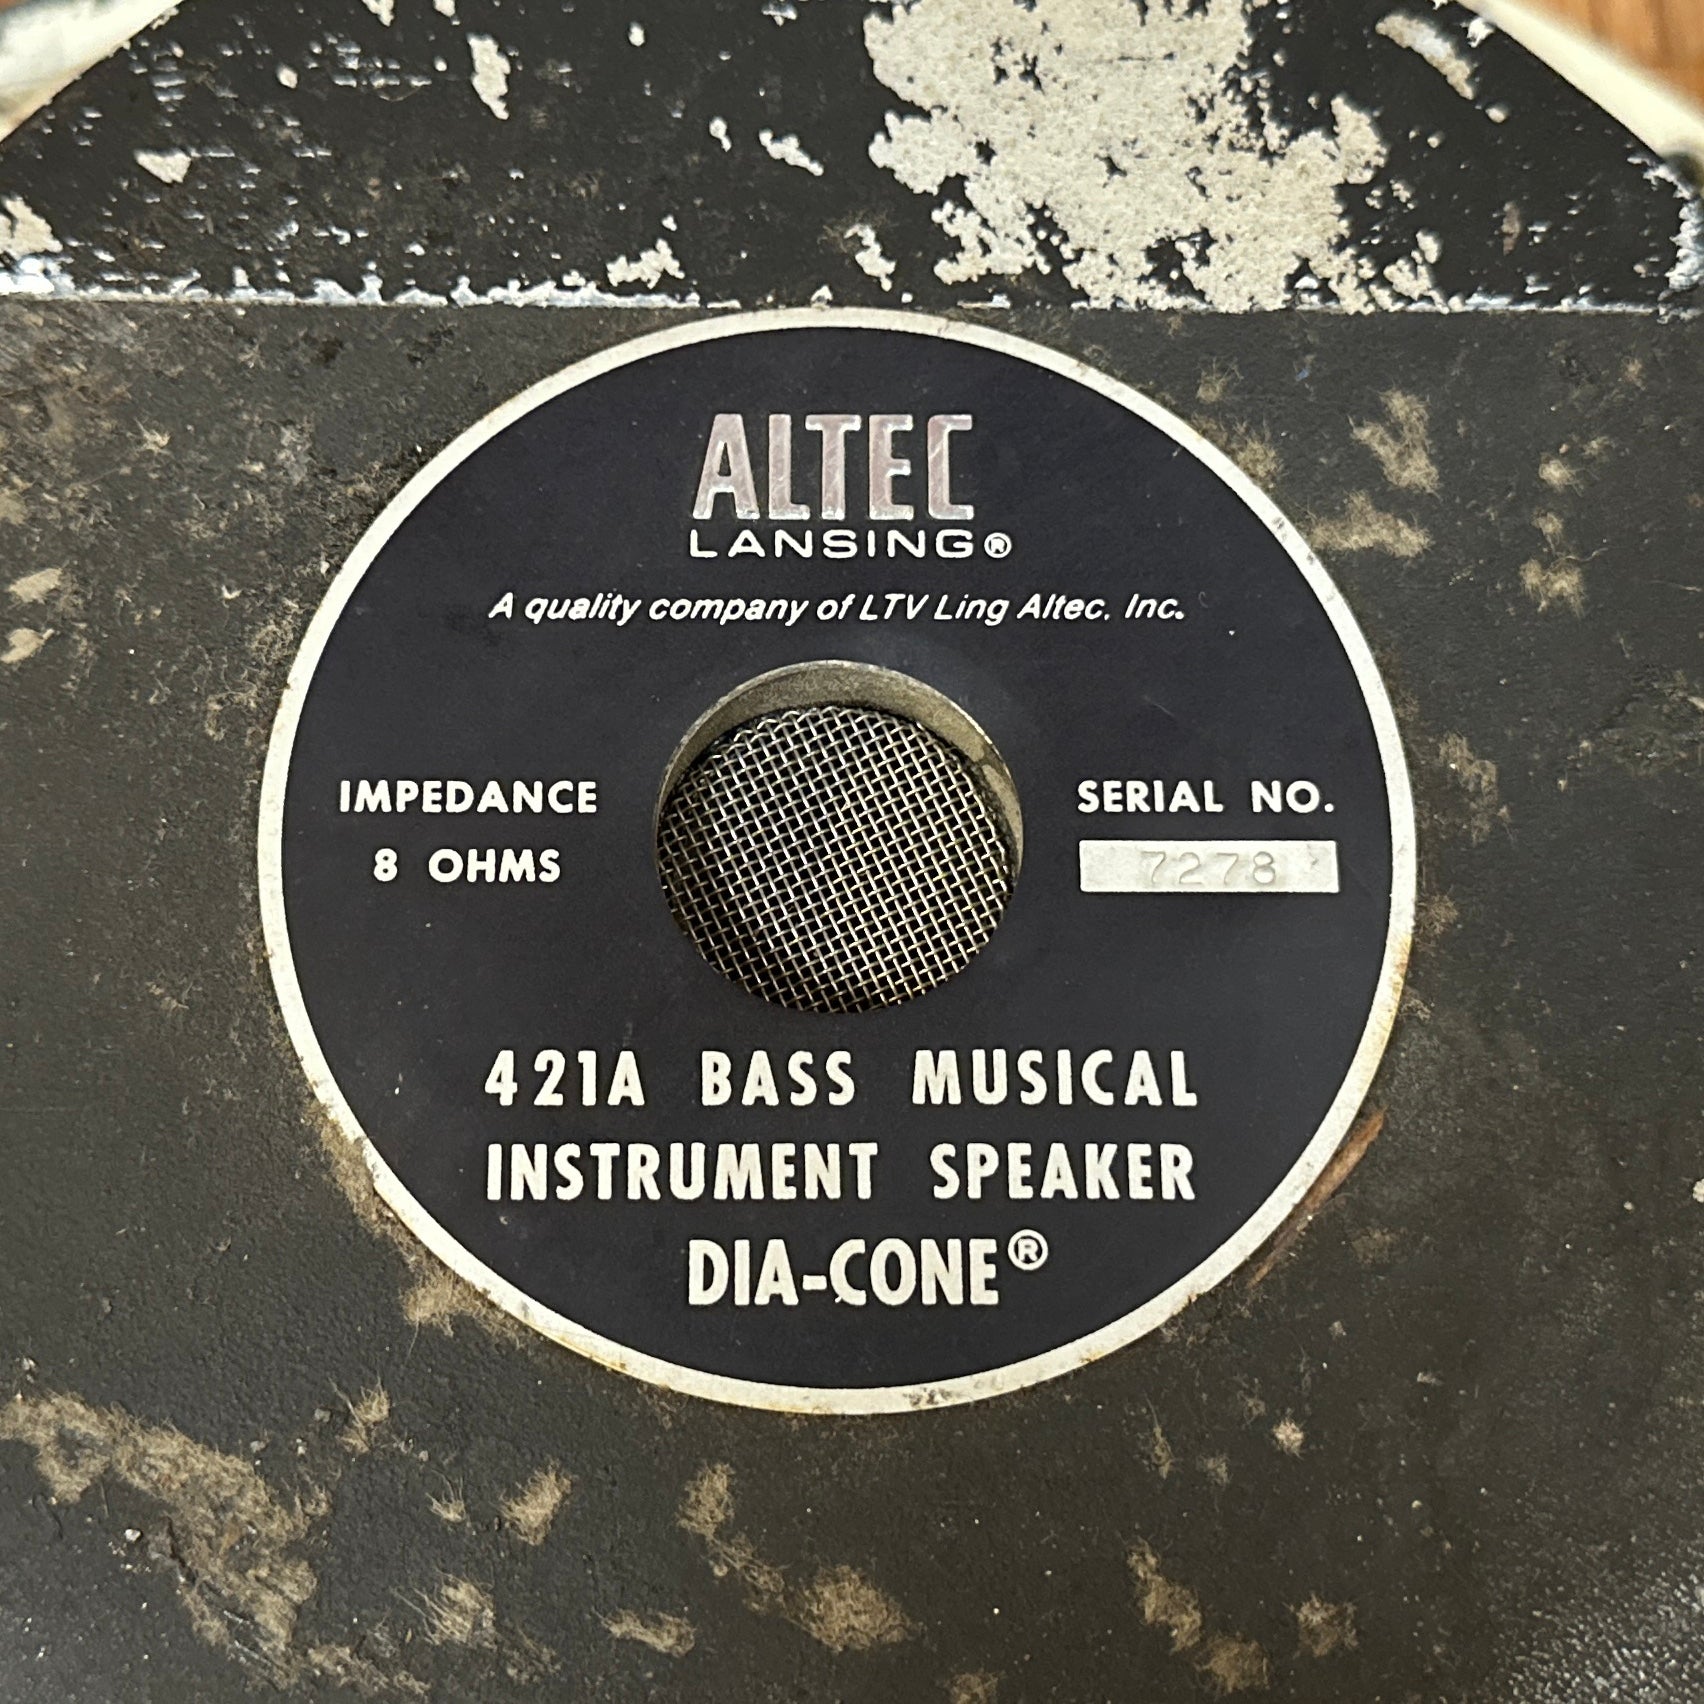 ALTEC
LANSING®
A quality company of LTV Ling Altec, Inc.
IMPEDANCE
8 OHMS
SERIAL NO.
7278
421A BASS MUSICAL
INSTRUMENT SPEAKER
DIA-CONE®